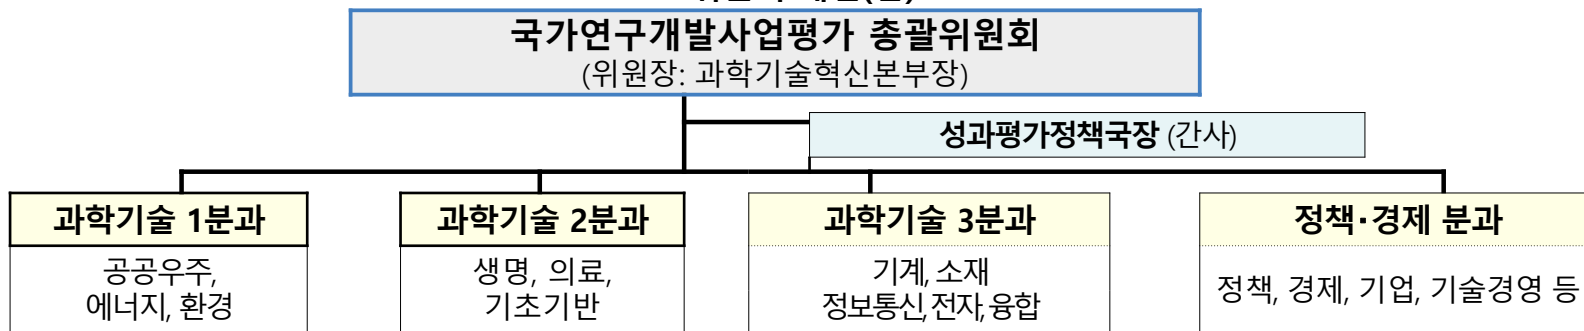 국가연구개발사업평가 총괄위원회
(위원장: 과학기술혁신본부장)
성과평가정책국장 (간사)
과학기술 1분과
공공우주,
에너지, 환경
과학기술 2분과
생명, 의료,
기초기반
과학기술 3분과
기계, 소재
정보통신, 전자, 융합
정책·경제 분과
정책, 경제, 기업, 기술경영 등